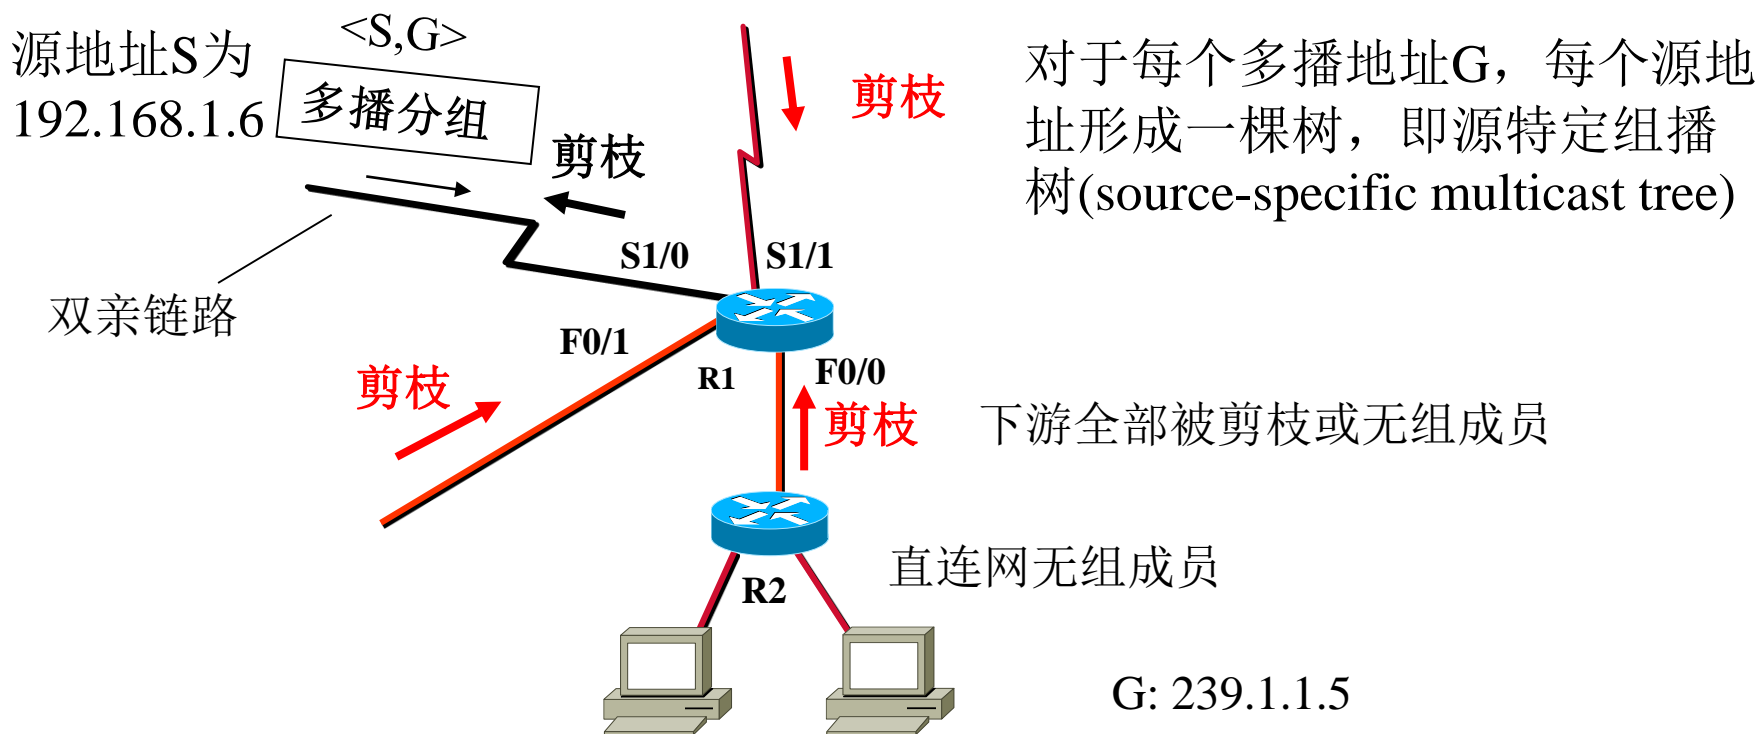 源地址S为
192.168.1.6
<S,G>
多播分组
剪枝
剪枝
对于每个多播地址G，每个源地
址形成一棵树，即源特定组播
树(source-specific multicast tree)
S1/0
S1/1
双亲链路
F0/1
R1
F0/0
剪枝
剪枝
下游全部被剪枝或无组成员
直连网无组成员
R2
G: 239.1.1.5